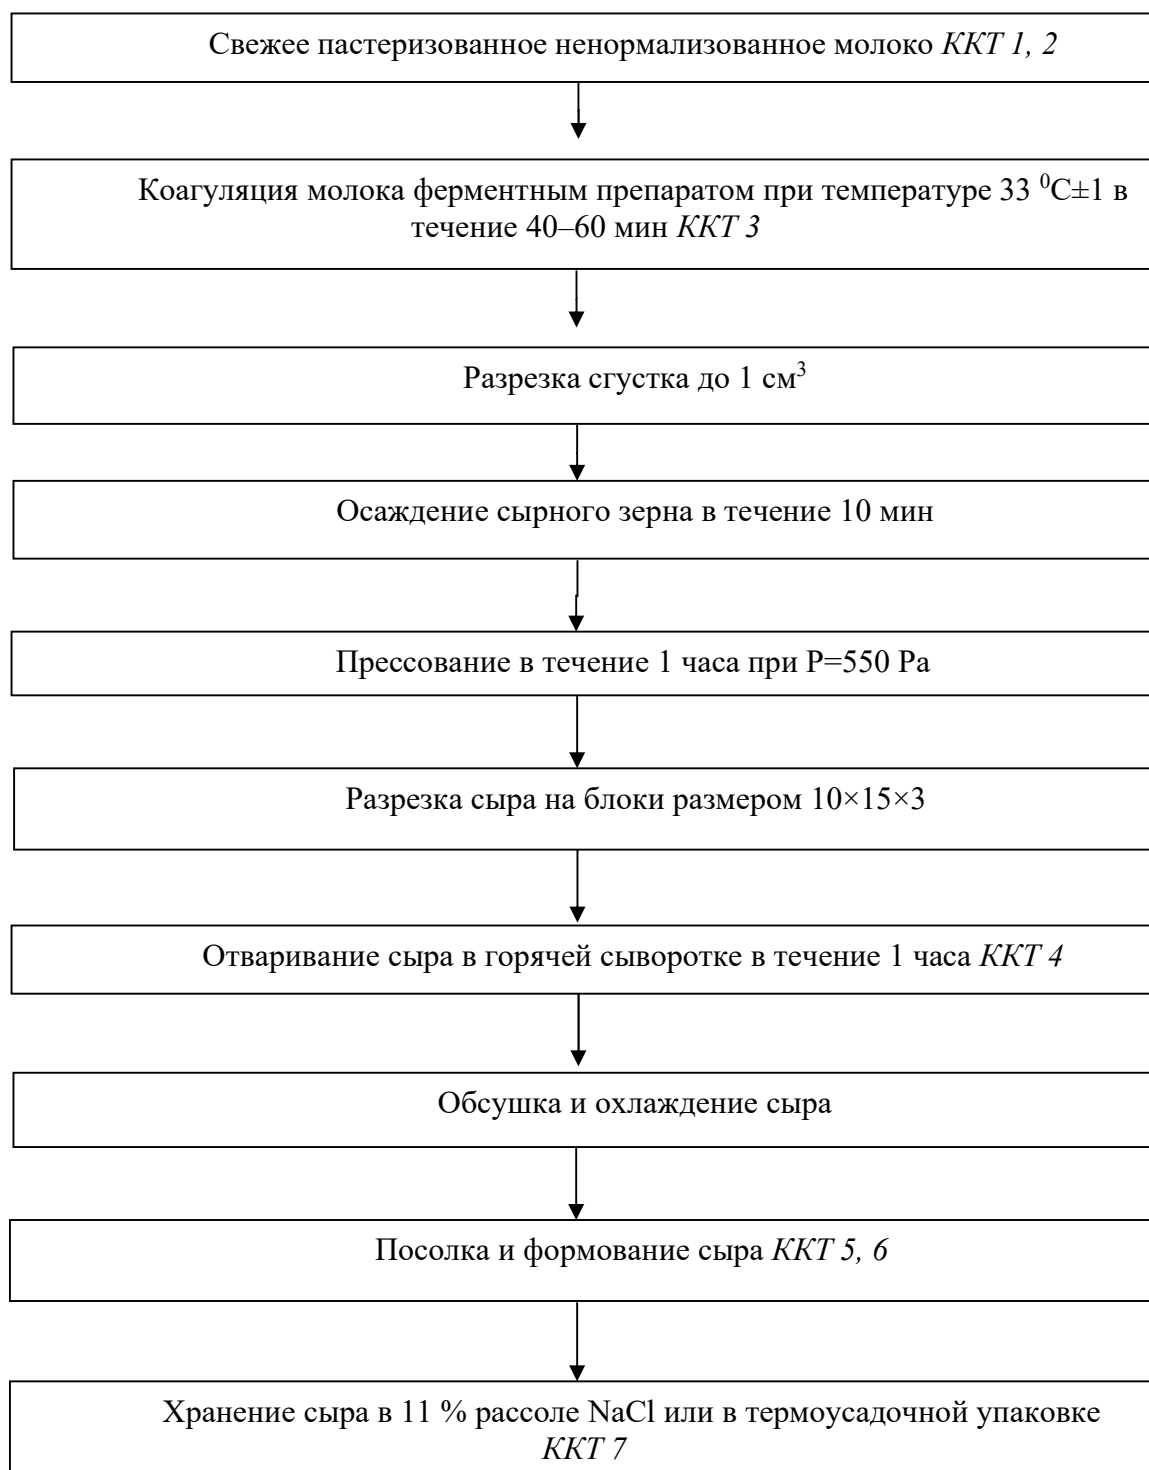 Свежее пастеризованное ненормализованное молоко ККТ 1, 2
Коагуляция молока ферментным препаратом при температуре 33 ⁰С±1 в
течение 40–60 мин ККТ 3
Разрезка сгустка до 1 см³
Осаждение сырного зерна в течение 10 мин
Прессование в течение 1 часа при P=550 Pa
Разрезка сыра на блоки размером 10×15×3
Отваривание сыра в горячей сыворотке в течение 1 часа ККТ 4
Обсушка и охлаждение сыра
Посолка и формование сыра ККТ 5, 6
Хранение сыра в 11 % рассоле NaCl или в термоусадочной упаковке
ККТ 7